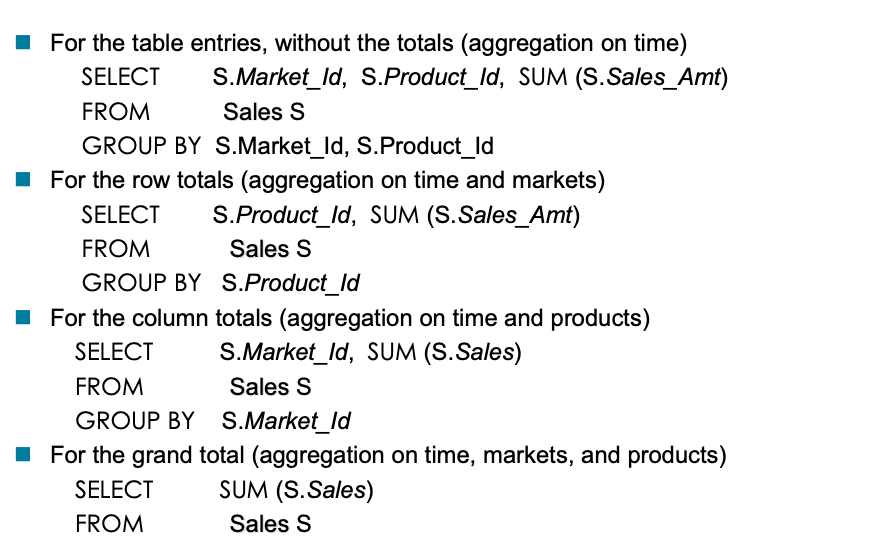 For the table entries, without the totals (aggregation on time)
SELECT S.Market_Id, S.Product_Id, SUM (S.Sales_Amt)
FROM Sales S
GROUP BY S.Market_Id, S.Product_Id
For the row totals (aggregation on time and markets)
SELECT S.Product_Id, SUM (S.Sales_Amt)
FROM Sales S
GROUP BY S.Product_Id
For the column totals (aggregation on time and products)
SELECT S.Market_Id, SUM (S.Sales)
FROM Sales S
GROUP BY S.Market_Id
For the grand total (aggregation on time, markets, and products)
SELECT SUM (S.Sales)
FROM Sales S